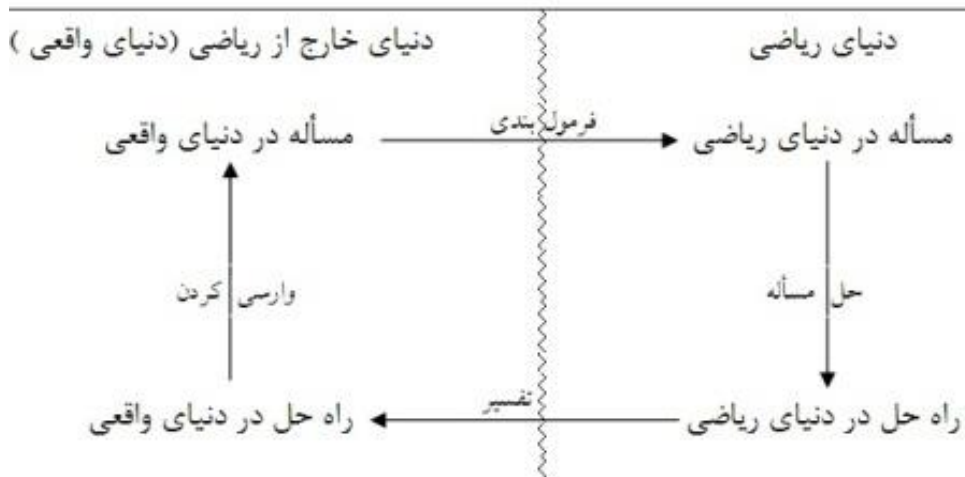 دنیای ریاضی
دنیای خارج از ریاضی (دنیای واقعی )
مسأله در دنیای ریاضی
فرمول بندی
مسأله در دنیای واقعی
حل مسأله
وارسی کردن
راه حل در دنیای ریاضی
تفسیر
راه حل در دنیای واقعی